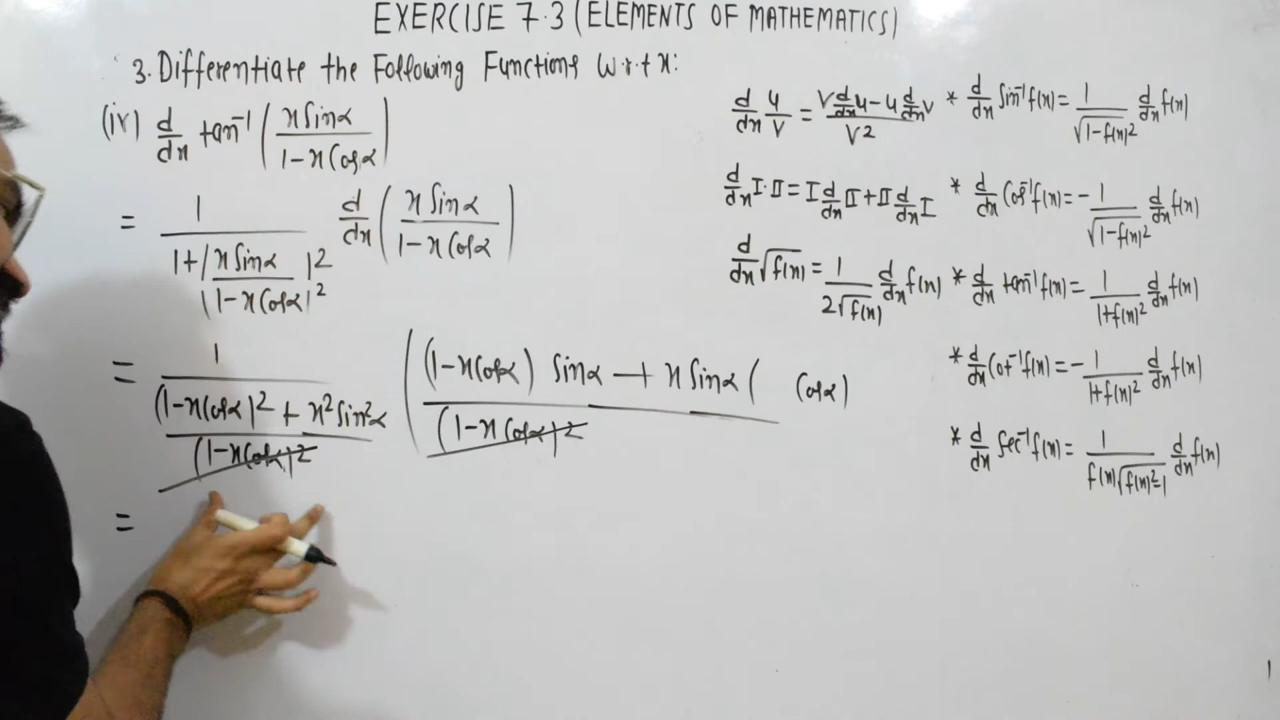 EXERCISE 7.3 (ELEMENTS OF MATHEMATICS)
3. Differentiate the Following Functions w.r.t x:
(iv) d/dx tan⁻¹ (x Sinα / 1-x Cosα)
= 1 / 1+(x Sinα / 1-x Cosα)² d/dx (x Sinα / 1-x Cosα)
= 1 / (1-x Cosα)² + x² Sin²α / (1-x Cosα)² ((1-x Cosα) Sinα -+ x Sinα ( Cosα) / (1-x Cosα)²
=
d/dx u/v = v d/dx u - u d/dx v / v²
d/dx I·II = I d/dx II + II d/dx I
d/dx √f(x) = 1 / 2√f(x) d/dx f(x)
* d/dx Sin⁻¹ f(x) = 1 / √1-f(x)² d/dx f(x)
* d/dx Cos⁻¹ f(x) = - 1 / √1-f(x)² d/dx f(x)
* d/dx tan⁻¹ f(x) = 1 / 1+f(x)² d/dx f(x)
* d/dx Cot⁻¹ f(x) = - 1 / 1+f(x)² d/dx f(x)
* d/dx Sec⁻¹ f(x) = 1 / f(x)√f(x)²-1 d/dx f(x)